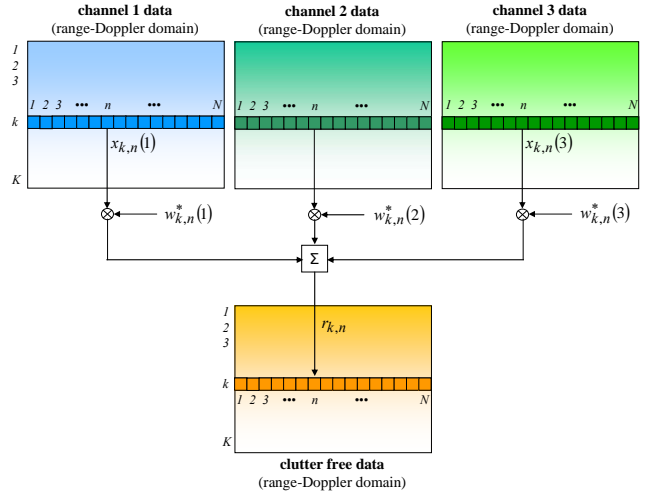 channel 1 data
(range-Doppler domain)
channel 2 data
(range-Doppler domain)
channel 3 data
(range-Doppler domain)
1
2
3
1 2 3 ••• n ••• N
1 2 3 ••• n ••• N
1 2 3 ••• n ••• N
k
x_{k,n}(1)
x_{k,n}(3)
K
w*_{k,n}(1)
w*_{k,n}(2)
w*_{k,n}(3)
Σ
1
2
3
r_{k,n}
k
1 2 3 ••• n ••• N
K
clutter free data
(range-Doppler domain)